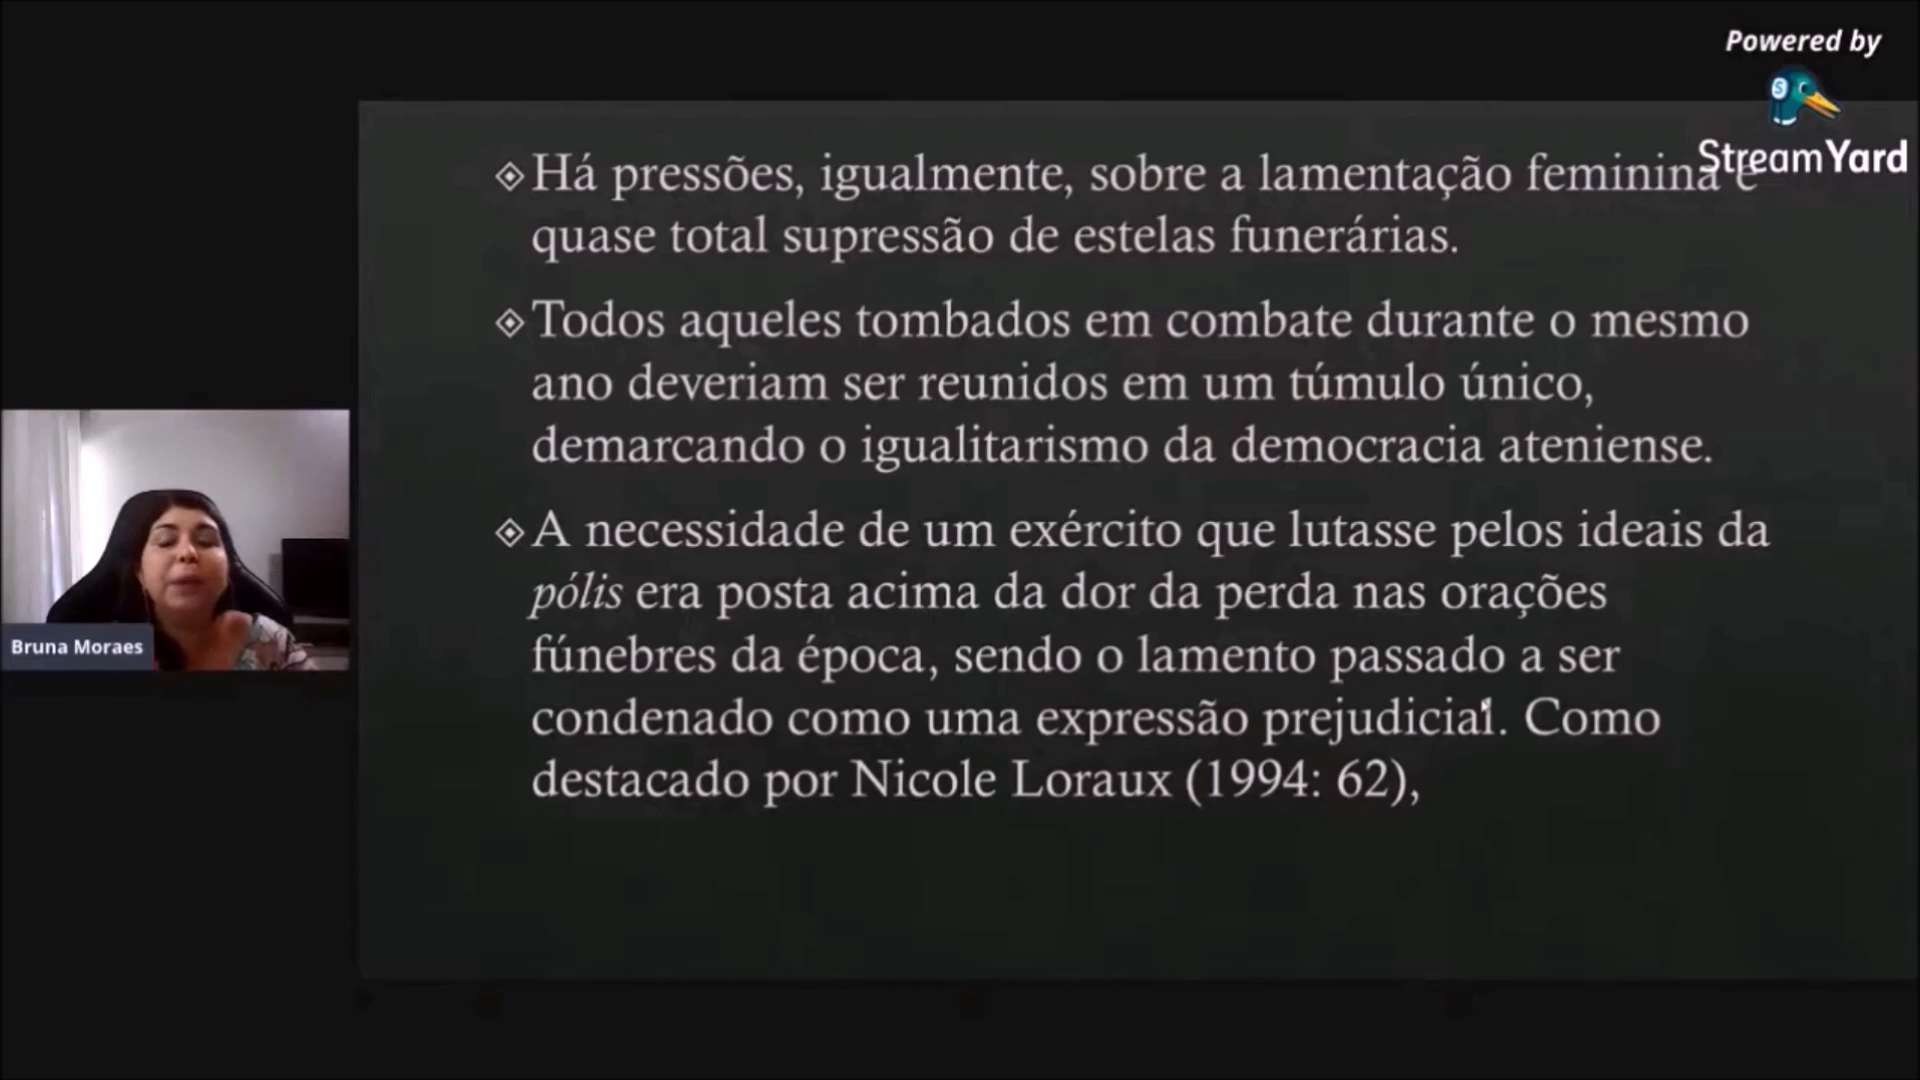 Powered by
StreamYard
Há pressões, igualmente, sobre a lamentação feminina e
quase total supressão de estelas funerárias.
Todos aqueles tombados em combate durante o mesmo
ano deveriam ser reunidos em um túmulo único,
demarcando o igualitarismo da democracia ateniense.
A necessidade de um exército que lutasse pelos ideais da
pólis era posta acima da dor da perda nas orações
fúnebres da época, sendo o lamento passado a ser
condenado como uma expressão prejudicial. Como
destacado por Nicole Loraux (1994: 62),
Bruna Moraes